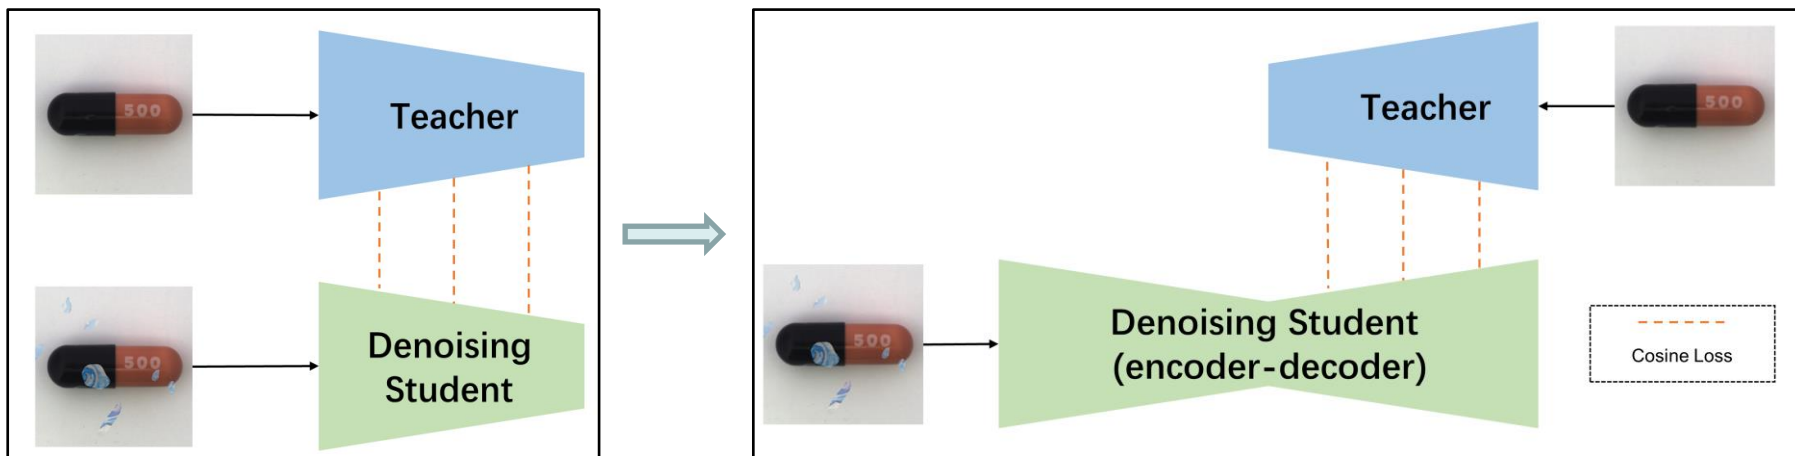 500
Teacher
500
Denoising
Student
Teacher
500
500
Denoising Student
(encoder-decoder)
Cosine Loss